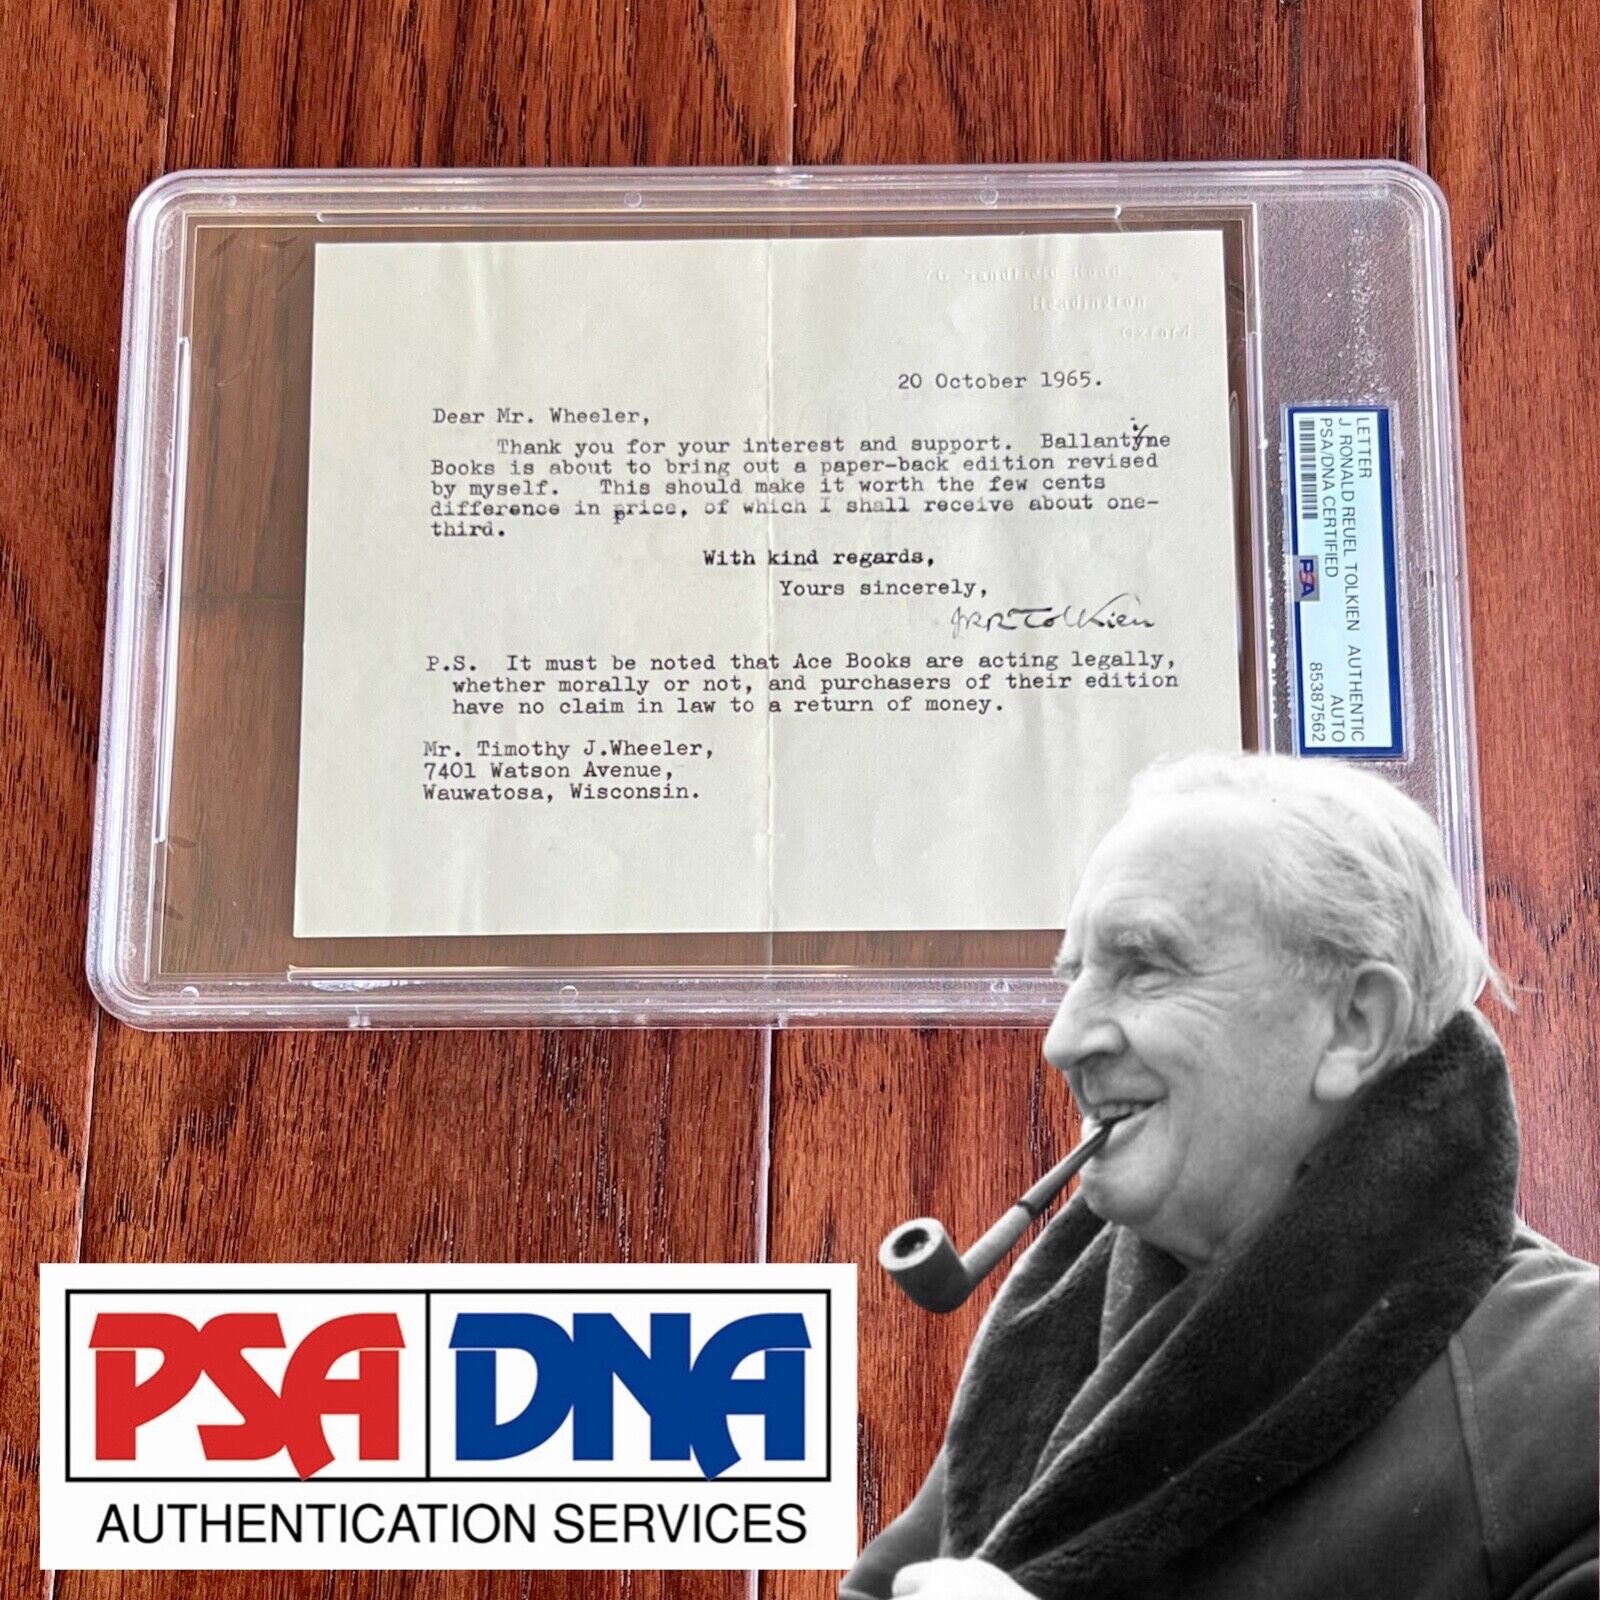 76, Sandfield Road
Headington
Oxford
20 October 1965.
Dear Mr. Wheeler,
Thank you for your interest and support. Ballantine
Books is about to bring out a paper-back edition revised
by myself. This should make it worth the few cents
difference in price, of which I shall receive about one-
third.
With kind regards,
Yours sincerely,
JRRTolkien
P.S. It must be noted that Ace Books are acting legally,
whether morally or not, and purchasers of their edition
have no claim in law to a return of money.
Mr. Timothy J.Wheeler,
7401 Watson Avenue,
Wauwatosa, Wisconsin.
LETTER AUTHENTIC
J. RONALD REUEL TOLKIEN AUTO
PSA/DNA CERTIFIED 85387562
PSA
PSA DNA
AUTHENTICATION SERVICES